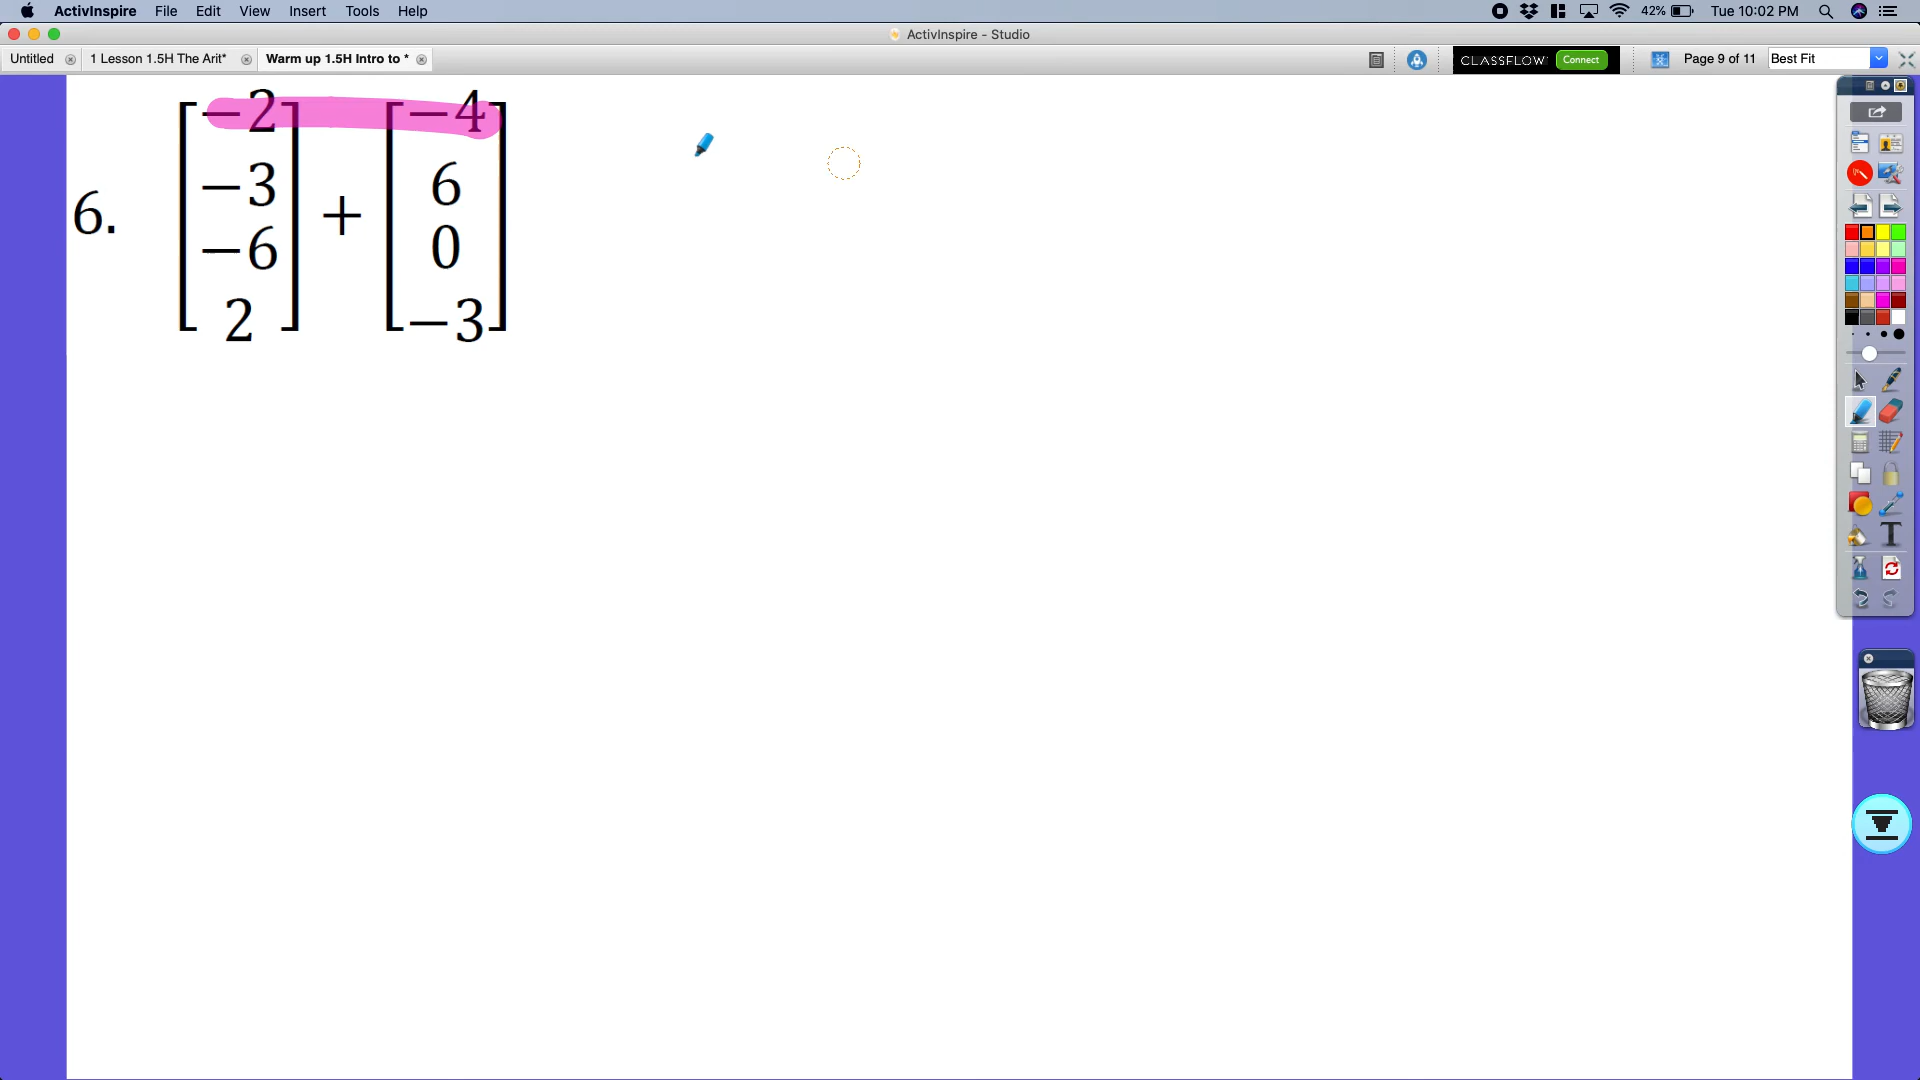 ActivInspire File Edit View Insert Tools Help 42% Tue 10:02 PM
ActivInspire - Studio
Untitled 1 Lesson 1.5H The Arit* Warm up 1.5H Intro to * CLASSFLOW Connect Page 9 of 11 Best Fit
−2 −4
−3 6
6. +
−6 0
2 −3
T